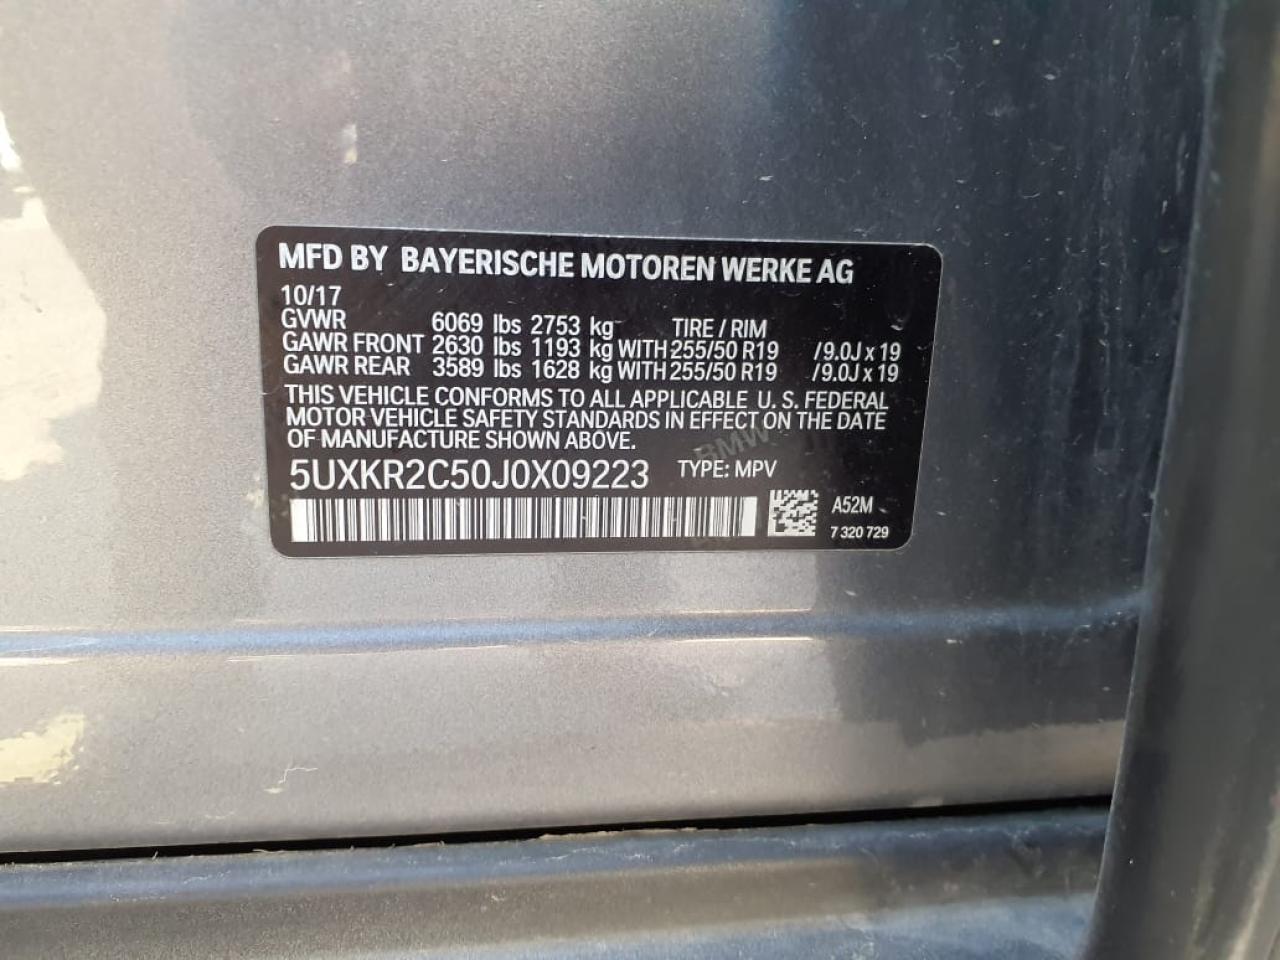 MFD BY BAYERISCHE MOTOREN WERKE AG
10/17
GVWR 6069 lbs 2753 kg TIRE / RIM
GAWR FRONT 2630 lbs 1193 kg WITH 255/50 R19 /9.0J x 19
GAWR REAR 3589 lbs 1628 kg WITH 255/50 R19 /9.0J x 19
THIS VEHICLE CONFORMS TO ALL APPLICABLE U. S. FEDERAL
MOTOR VEHICLE SAFETY STANDARDS IN EFFECT ON THE DATE
OF MANUFACTURE SHOWN ABOVE.
BMW
5UXKR2C50J0X09223 TYPE: MPV
A52M
7 320 729